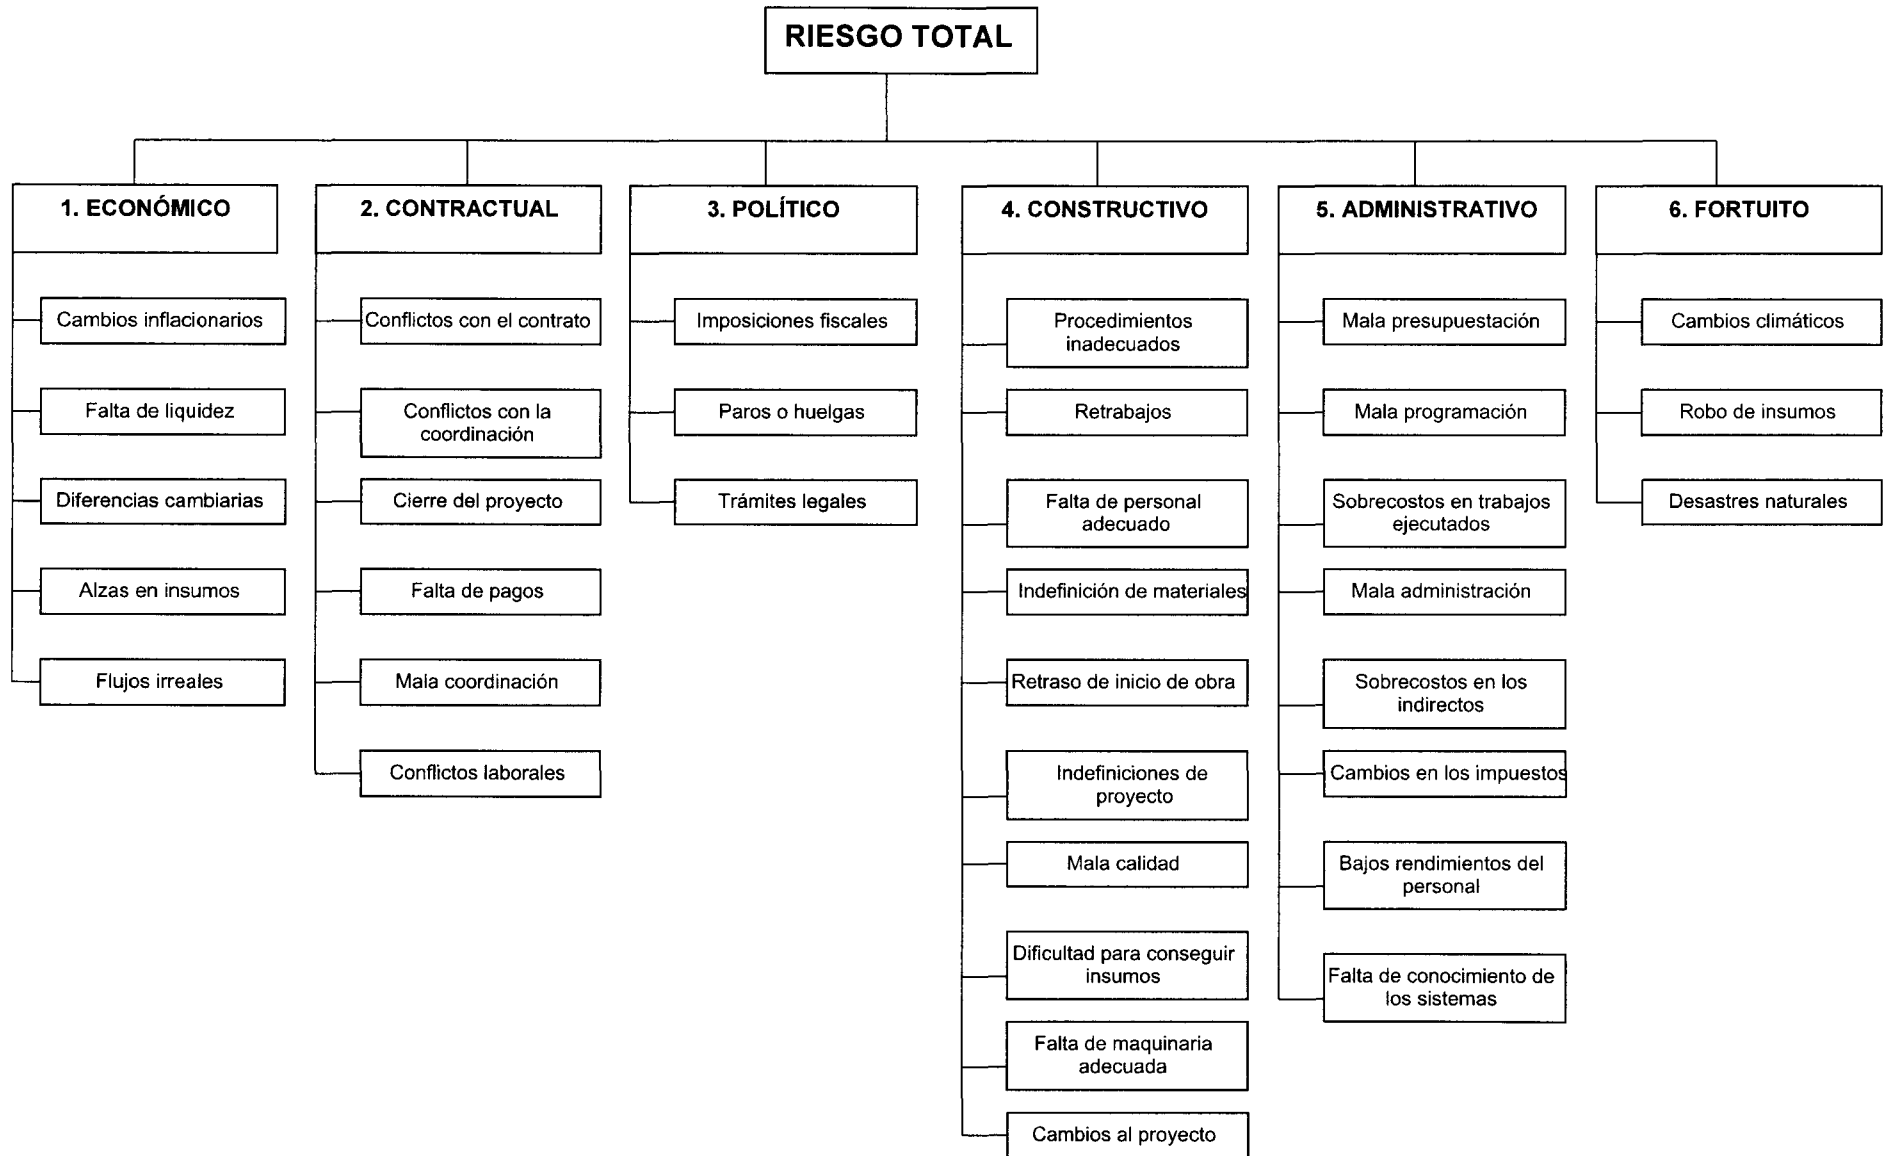 RIESGO TOTAL
1. ECONÓMICO
Cambios inflacionarios
Falta de liquidez
Diferencias cambiarias
Alzas en insumos
Flujos irreales
2. CONTRACTUAL
Conflictos con el contrato
Conflictos con la
coordinación
Cierre del proyecto
Falta de pagos
Mala coordinación
Conflictos laborales
3. POLÍTICO
Imposiciones fiscales
Paros o huelgas
Trámites legales
4. CONSTRUCTIVO
Procedimientos
inadecuados
Retrabajos
Falta de personal
adecuado
Indefinición de materiales
Retraso de inicio de obra
Indefiniciones de
proyecto
Mala calidad
Dificultad para conseguir
insumos
Falta de maquinaria
adecuada
Cambios al proyecto
5. ADMINISTRATIVO
Mala presupuestación
Mala programación
Sobrecostos en trabajos
ejecutados
Mala administración
Sobrecostos en los
indirectos
Cambios en los impuestos
Bajos rendimientos del
personal
Falta de conocimiento de
los sistemas
6. FORTUITO
Cambios climáticos
Robo de insumos
Desastres naturales